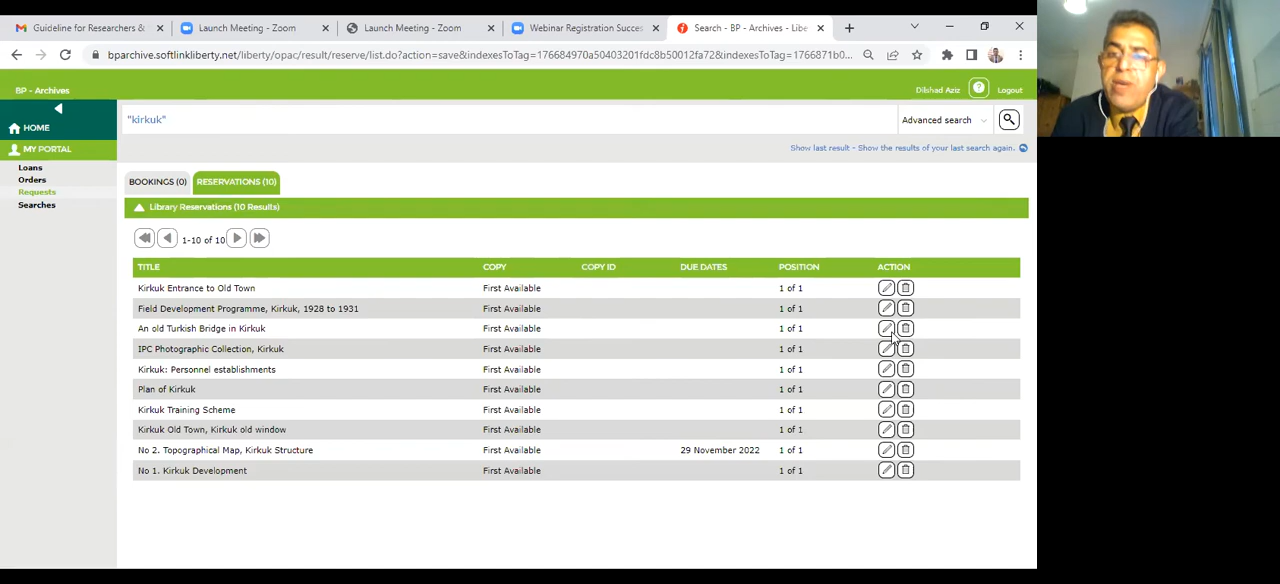 Guideline for Researchers &
Launch Meeting - Zoom
Launch Meeting - Zoom
Webinar Registration Succes
Search - BP - Archives - Libe
bparchive.softlinkliberty.net/liberty/opac/result/reserve/list.do?action=save&indexesToTag=176684970a50403201fdc8b50012fa72&indexesToTag=1766871b0...
BP - Archives
Dilshad Aziz
?
Logout
HOME
"kirkuk"
Advanced search
MY PORTAL
Show last result - Show the results of your last search again.
Loans
Orders
Requests
Searches
BOOKINGS (0)
RESERVATIONS (10)
Library Reservations (10 Results)
1-10 of 10
TITLE COPY COPY ID DUE DATES POSITION ACTION
Kirkuk Entrance to Old Town First Available 1 of 1
Field Development Programme, Kirkuk, 1928 to 1931 First Available 1 of 1
An old Turkish Bridge in Kirkuk First Available 1 of 1
IPC Photographic Collection, Kirkuk First Available 1 of 1
Kirkuk: Personnel establishments First Available 1 of 1
Plan of Kirkuk First Available 1 of 1
Kirkuk Training Scheme First Available 1 of 1
Kirkuk Old Town, Kirkuk old window First Available 1 of 1
No 2. Topographical Map, Kirkuk Structure First Available 29 November 2022 1 of 1
No 1. Kirkuk Development First Available 1 of 1